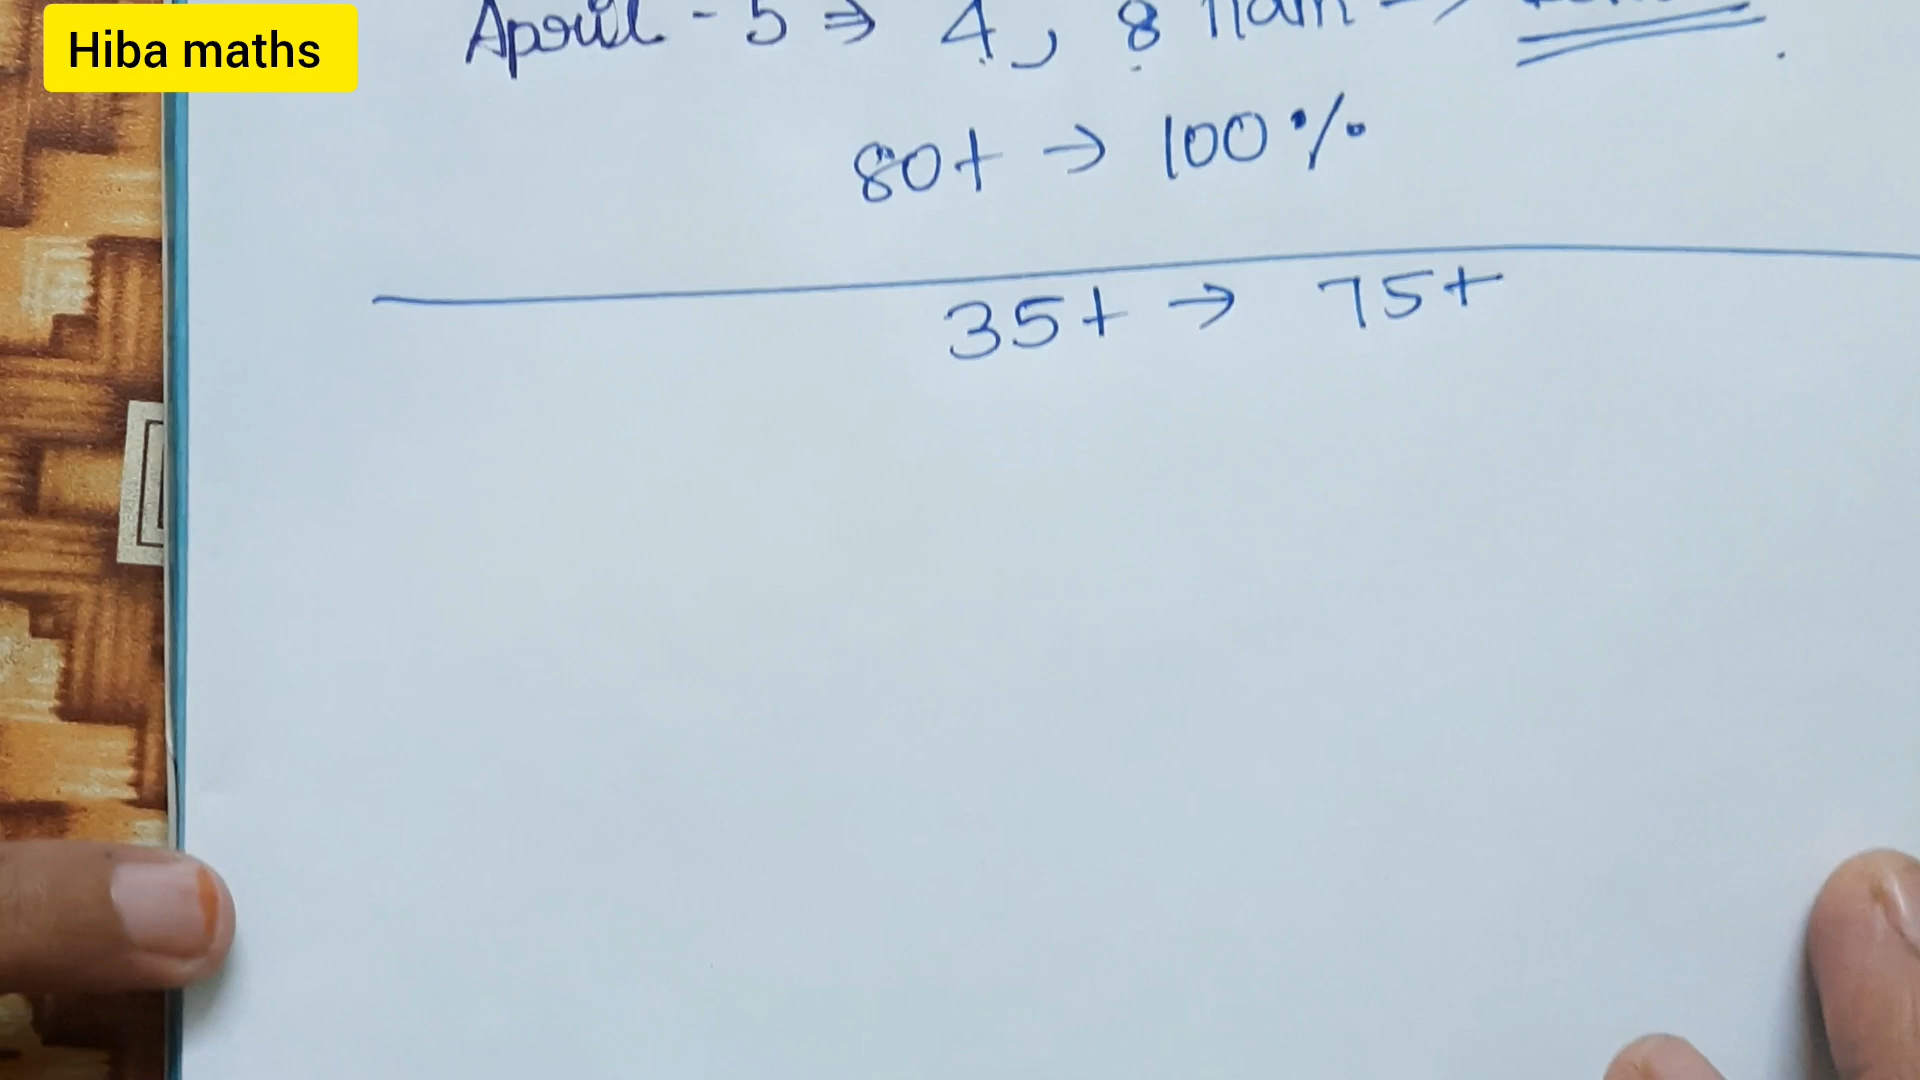 Hiba maths
April - 5 ⇒ 4, 8
80+ → 100%
35+ → 75+